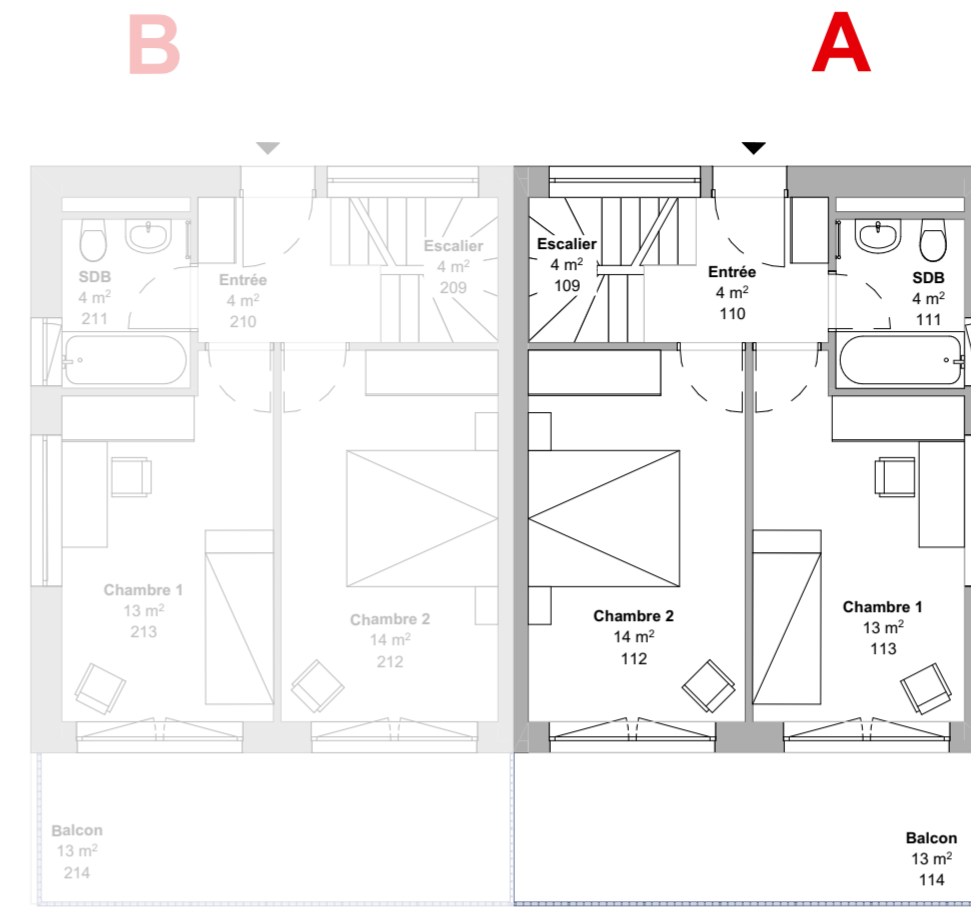 B
A
SDB
4 m²
211
Entrée
4 m²
210
Escalier
4 m²
209
Escalier
4 m²
109
Entrée
4 m²
110
SDB
4 m²
111
Chambre 1
13 m²
213
Chambre 2
14 m²
212
Chambre 2
14 m²
112
Chambre 1
13 m²
113
Balcon
13 m²
214
Balcon
13 m²
114